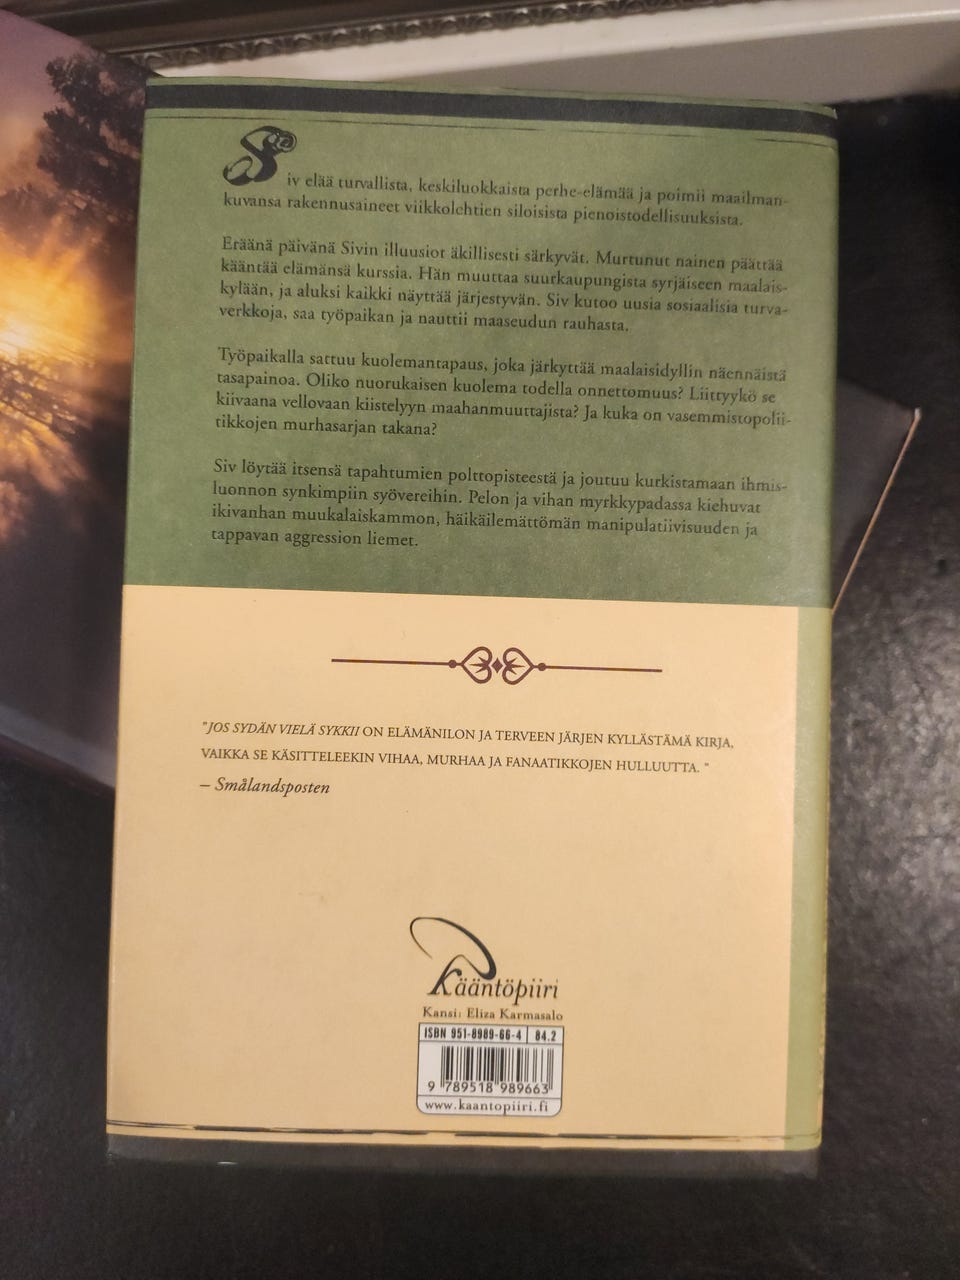 Siv elää turvallista, keskiluokkaista perhe-elämää ja poimii maailman-
kuvansa rakennusaineet viikkolehtien siloisista pienoistodellisuuksista.
Eräänä päivänä Sivin illuusiot äkillisesti särkyvät. Murtunut nainen päättää
kääntää elämänsä kurssia. Hän muuttaa suurkaupungista syrjäiseen maalais-
kylään, ja aluksi kaikki näyttää järjestyvän. Siv kutoo uusia sosiaalisia turva-
verkkoja, saa työpaikan ja nauttii maaseudun rauhasta.
Työpaikalla sattuu kuolemantapaus, joka järkyttää maalaisidyllin näennäistä
tasapainoa. Oliko nuorukaisen kuolema todella onnettomuus? Liittyykö se
kiivaana vellovaan kiistelyyn maahanmuuttajista? Ja kuka on vasemmistopolii-
tikkojen murhasarjan takana?
Siv löytää itsensä tapahtumien polttopisteestä ja joutuu kurkistamaan ihmis-
luonnon synkimpiin syövereihin. Pelon ja vihan myrkkypadassa kiehuvat
ikivanhan muukalaiskammon, häikäilemättömän manipulatiivisuuden ja
tappavan aggression liemet.
"JOS SYDÄN VIELÄ SYKKII ON ELÄMÄNILON JA TERVEEN JÄRJEN KYLLÄSTÄMÄ KIRJA,
VAIKKA SE KÄSITTELEEKIN VIHAA, MURHAA JA FANAATIKKOJEN HULLUUTTA. "
– Smålandsposten
Kääntöpiiri
Kansi: Eliza Karmasalo
ISBN 951-8989-66-4 84.2
9 789518 989663
www.kaantopiiri.fi